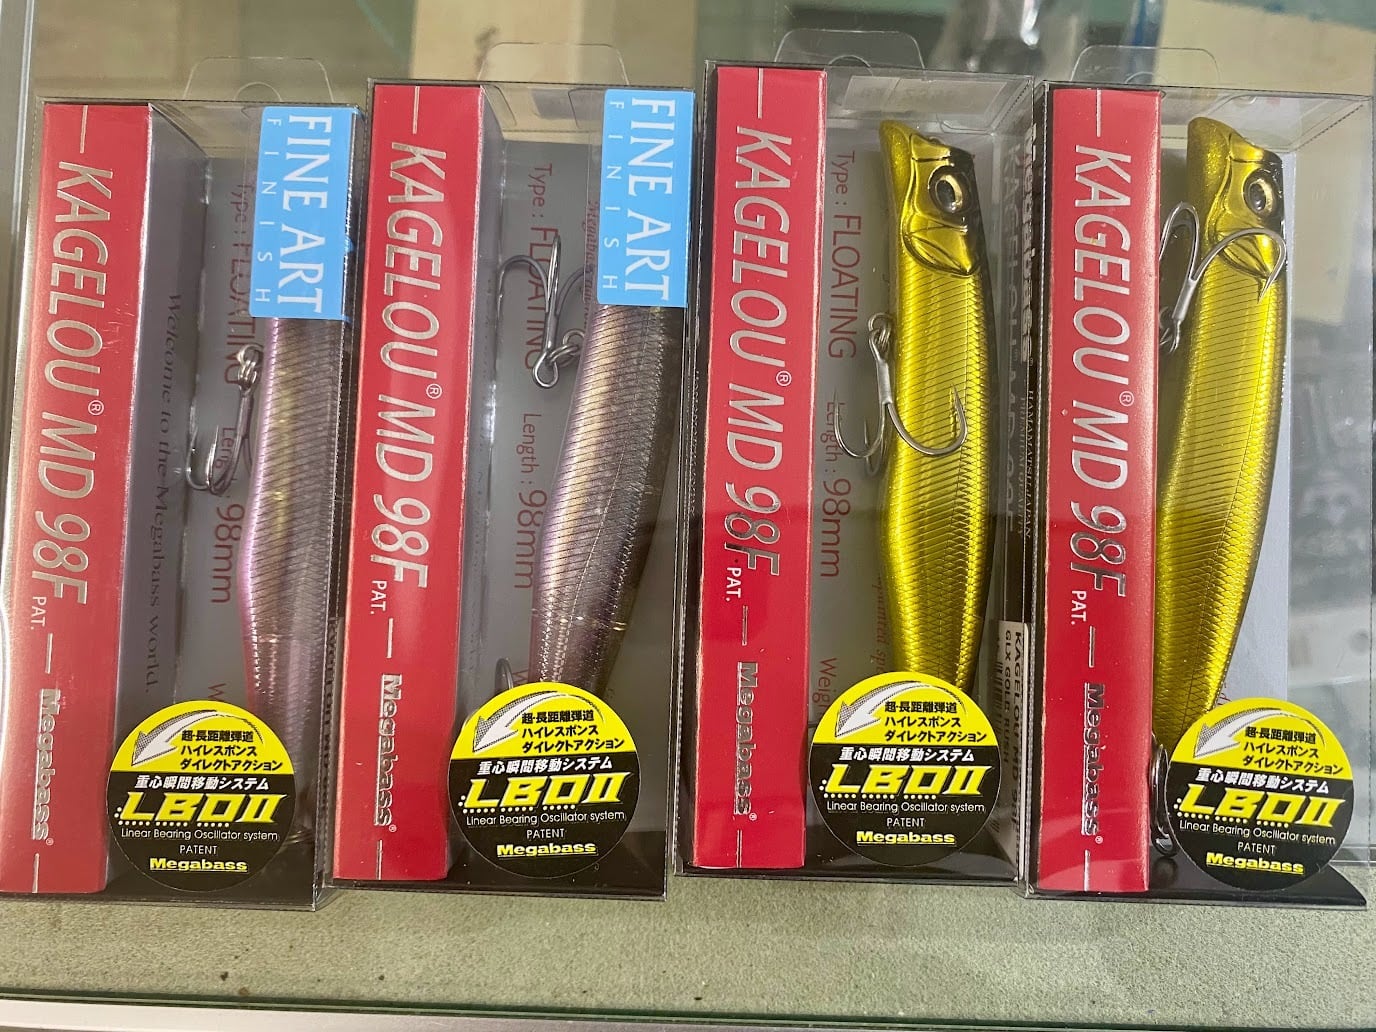 KAGELOU® MD 98F PAT.
Megabass®
FINE ART
FINISH
Type : FLOATING
98mm
Welcome to the Megabass world.
超・長距離弾道
ハイレスポンス
ダイレクトアクション
重心瞬間移動システム
LBOII
Linear Bearing Oscillator system
PATENT
Megabass
KAGELOU® MD 98F PAT.
Megabass®
FINE ART
FINISH
Type : FLOATING
Length : 98mm
超・長距離弾道
ハイレスポンス
ダイレクトアクション
重心瞬間移動システム
LBOII
Linear Bearing Oscillator system
PATENT
Megabass
KAGELOU® MD 98F PAT.
Megabass®
Type : FLOATING
Length : 98mm
超・長距離弾道
ハイレスポンス
ダイレクトアクション
重心瞬間移動システム
LBOII
Linear Bearing Oscillator system
PATENT
Megabass
KAGELOU MD 98F
KAGELOU® MD 98F PAT.
Megabass®
超・長距離弾道
ハイレスポンス
ダイレクトアクション
重心瞬間移動システム
LBOII
Linear Bearing Oscillator system
PATENT
Megabass